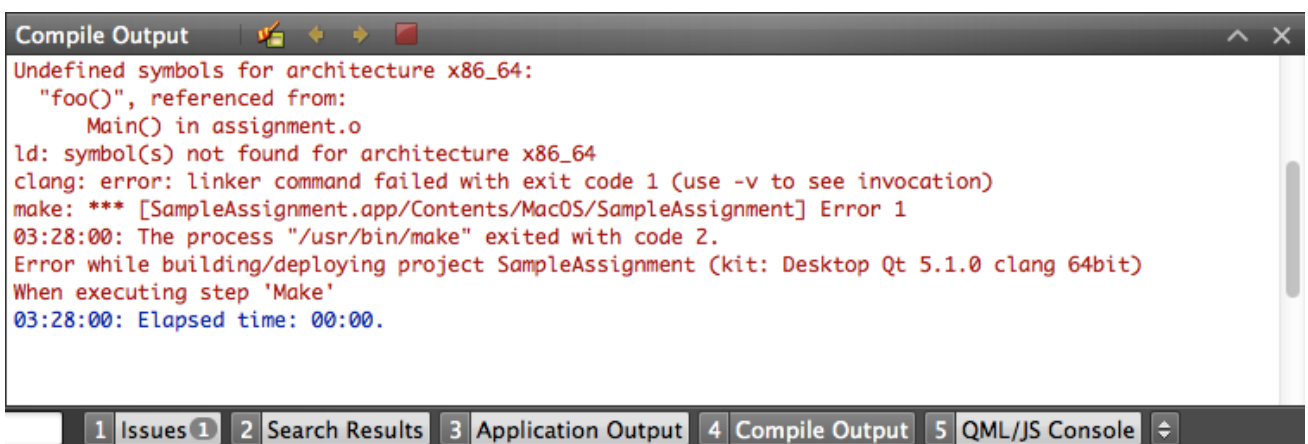 Compile Output
Undefined symbols for architecture x86_64:
"foo()", referenced from:
Main() in assignment.o
ld: symbol(s) not found for architecture x86_64
clang: error: linker command failed with exit code 1 (use -v to see invocation)
make: *** [SampleAssignment.app/Contents/MacOS/SampleAssignment] Error 1
03:28:00: The process "/usr/bin/make" exited with code 2.
Error while building/deploying project SampleAssignment (kit: Desktop Qt 5.1.0 clang 64bit)
When executing step 'Make'
03:28:00: Elapsed time: 00:00.
1 Issues 1 2 Search Results 3 Application Output 4 Compile Output 5 QML/JS Console